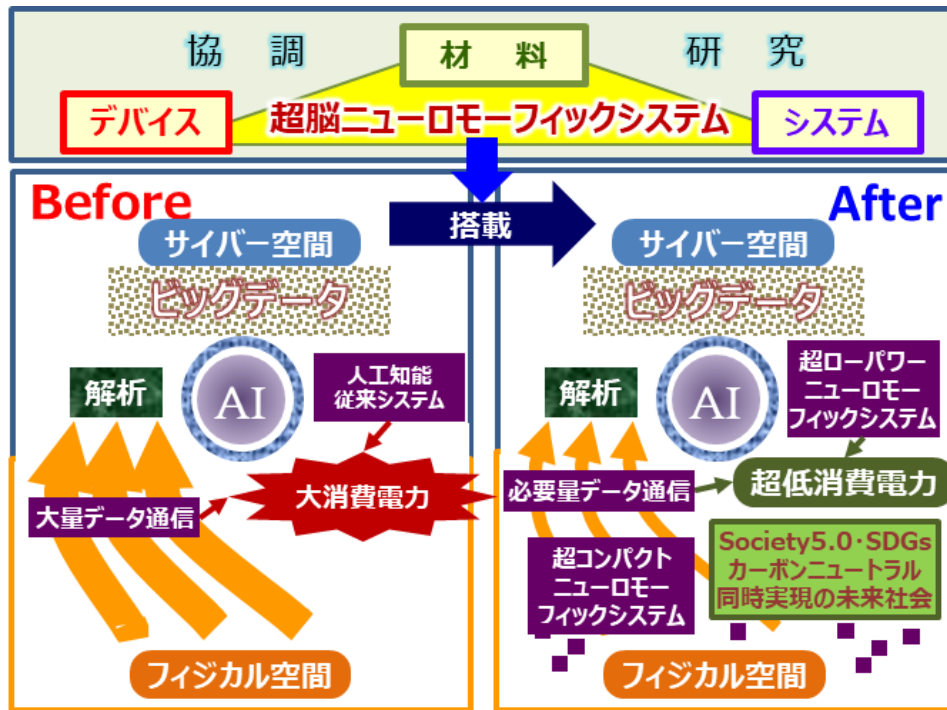 協 調
材 料
研 究
デバイス
超脳ニューロモーフィックシステム
システム
Before
搭載
After
サイバー空間
ビッグデータ
解析
AI
人工知能
従来システム
大量データ通信
大消費電力
フィジカル空間
サイバー空間
ビッグデータ
解析
AI
超ローパワー
ニューロモー
フィックシステム
必要量データ通信
超低消費電力
超コンパクト
ニューロモー
フィックシステム
Society5.0・SDGs
カーボンニュートラル
同時実現の未来社会
フィジカル空間